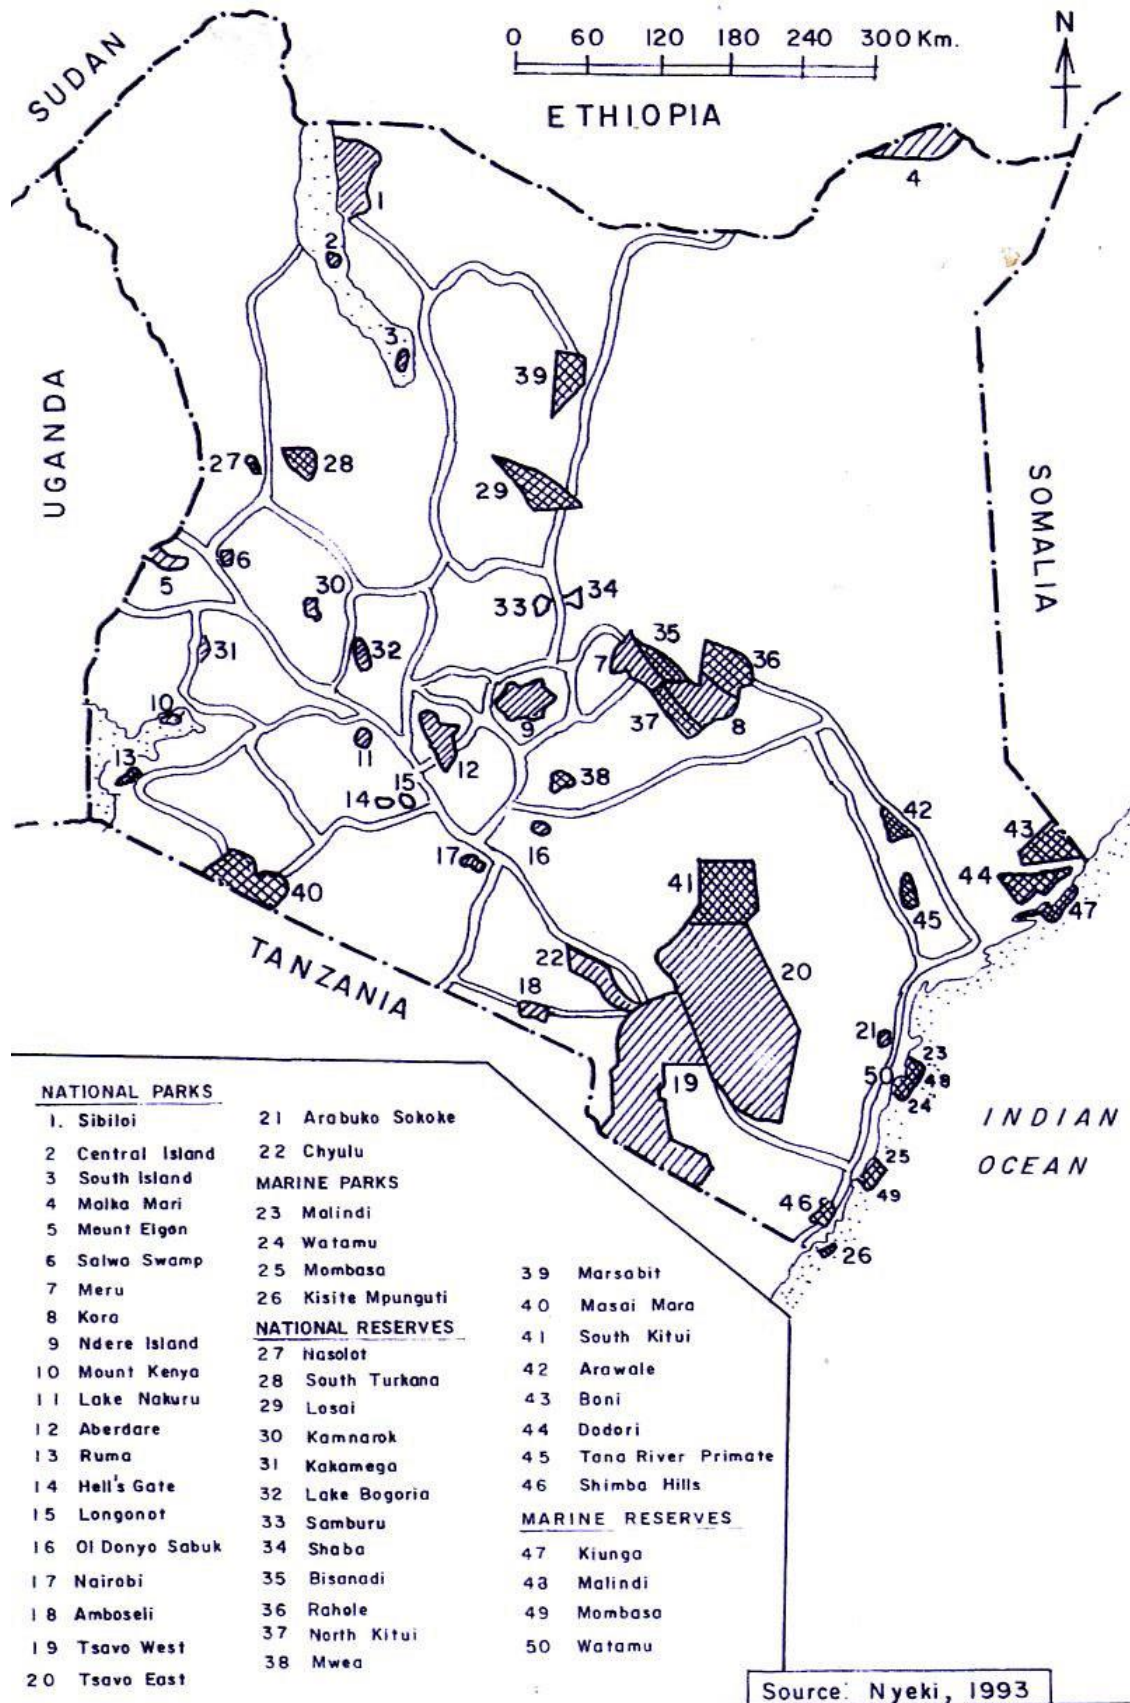 0 60 120 180 240 300 Km.
N
SUDAN
ETHIOPIA
4
1
2
3
39
UGANDA
27
28
29
SOMALIA
5
6
30
33
34
31
32
7
35
36
10
9
37
8
13
11
12
15
14
38
16
42
43
17
41
44
40
45
47
TANZANIA
22
18
20
21
23
50
48
19
24
INDIAN
OCEAN
25
46
49
26
NATIONAL PARKS
1. Sibiloi
2 Central Island
3 South Island
4 Malka Mari
5 Mount Elgon
6 Salwa Swamp
7 Meru
8 Kora
9 Ndere Island
10 Mount Kenya
11 Lake Nakuru
12 Aberdare
13 Ruma
14 Hell's Gate
15 Longonot
16 Ol Donyo Sabuk
17 Nairobi
18 Amboseli
19 Tsavo West
20 Tsavo East
21 Arabuko Sokoke
22 Chyulu
MARINE PARKS
23 Malindi
24 Watamu
25 Mombasa
26 Kisite Mpunguti
NATIONAL RESERVES
27 Nasolot
28 South Turkana
29 Losai
30 Kamnarok
31 Kakamega
32 Lake Bogoria
33 Samburu
34 Shaba
35 Bisanadi
36 Rahole
37 North Kitui
38 Mwea
39 Marsabit
40 Masai Mara
41 South Kitui
42 Arawale
43 Boni
44 Dodori
45 Tana River Primate
46 Shimba Hills
MARINE RESERVES
47 Kiunga
48 Malindi
49 Mombasa
50 Watamu
Source: Nyeki, 1993